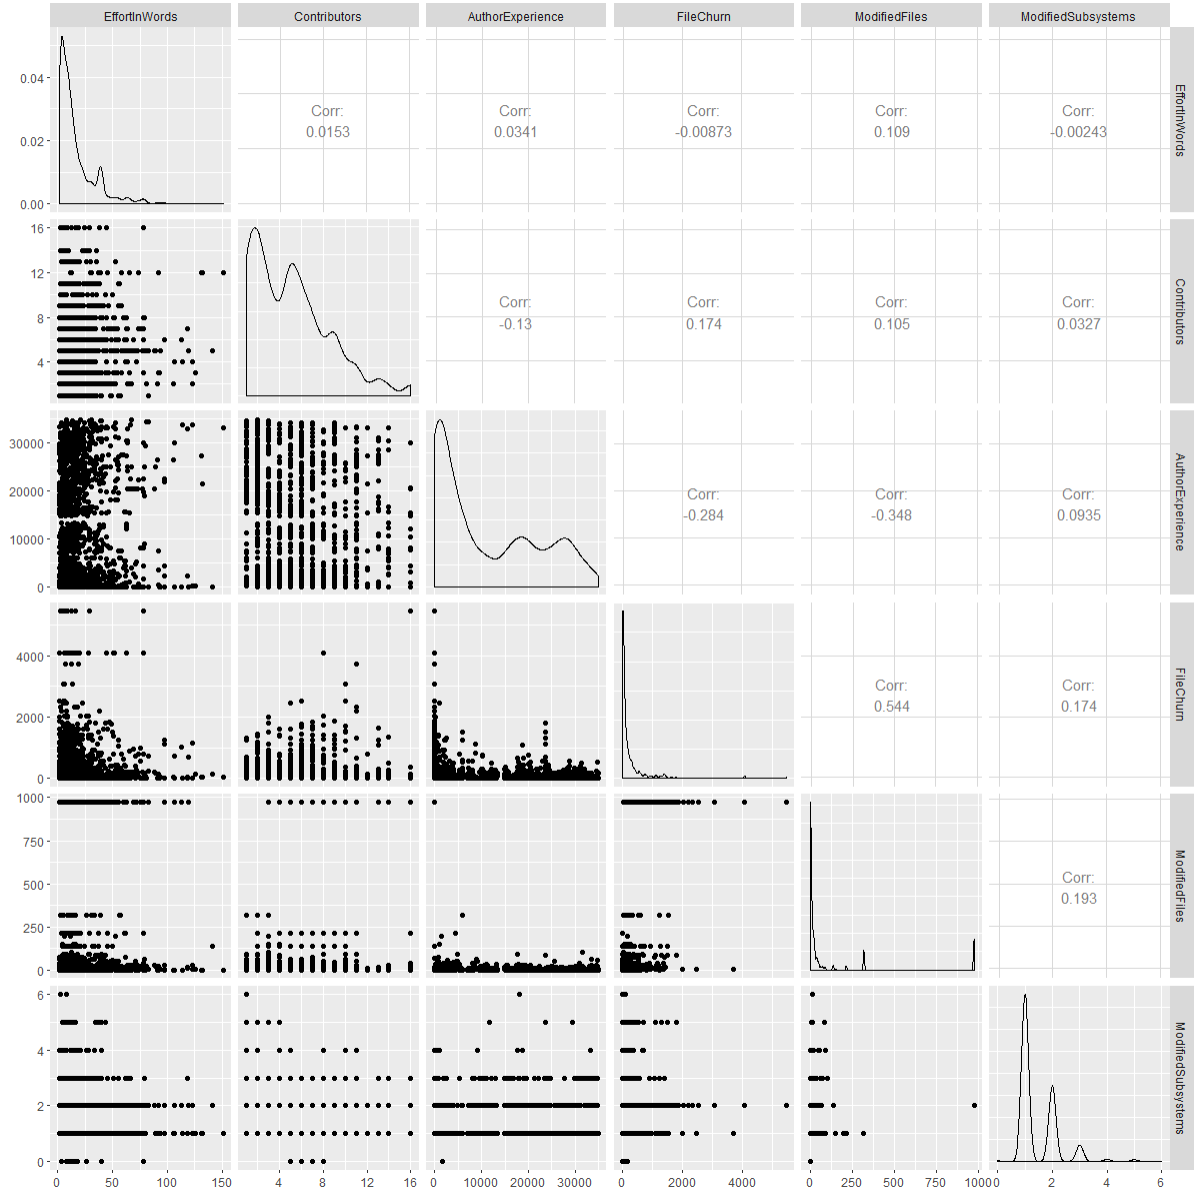 EffortInWords Contributors AuthorExperience FileChurn ModifiedFiles ModifiedSubsystems
0.04
0.02
0.00
Corr: Corr: Corr: Corr: Corr:
0.0153 0.0341 -0.00873 0.109 -0.00243
EffortInWords
16
12
8
4
Corr: Corr: Corr: Corr:
-0.13 0.174 0.105 0.0327
Contributors
30000
20000
10000
0
Corr: Corr: Corr:
-0.284 -0.348 0.0935
AuthorExperience
4000
2000
0
Corr: Corr:
0.544 0.174
FileChurn
1000
750
500
250
0
Corr:
0.193
ModifiedFiles
6
4
2
0
ModifiedSubsystems
0 50 100 150 4 8 12 16 0 10000 20000 30000 0 2000 4000 0 250 500 750 1000 0 2 4 6